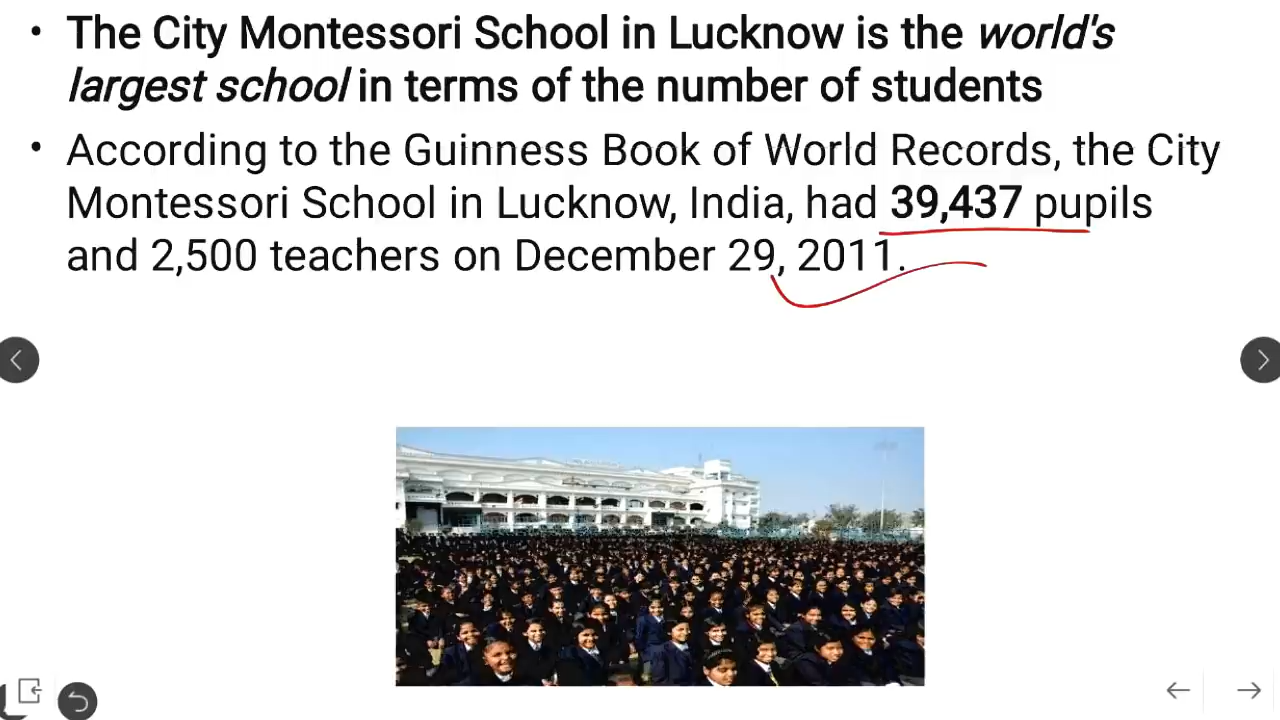 • The City Montessori School in Lucknow is the world's
largest school in terms of the number of students
• According to the Guinness Book of World Records, the City
Montessori School in Lucknow, India, had 39,437 pupils
and 2,500 teachers on December 29, 2011.